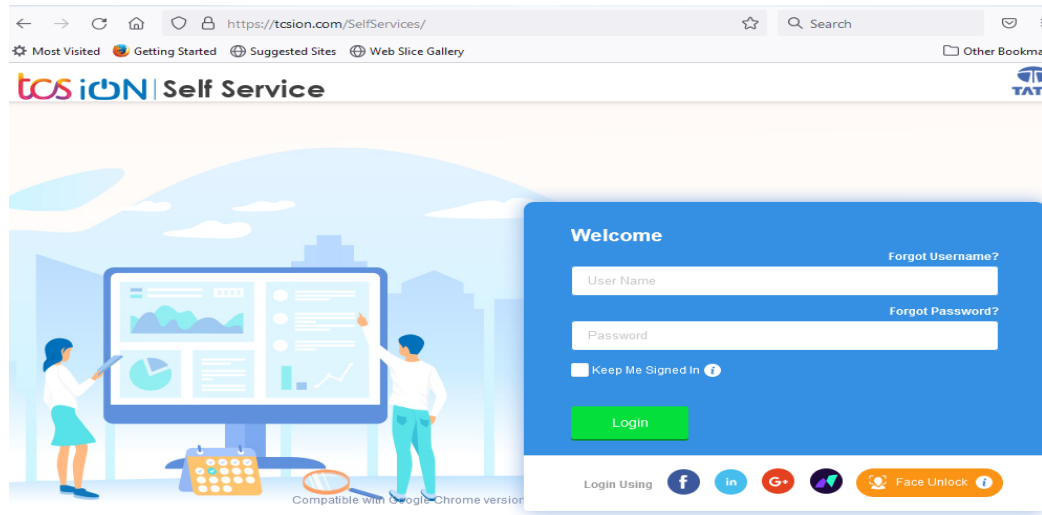 https://tcsion.com/SelfServices/
Search
Most Visited Getting Started Suggested Sites Web Slice Gallery Other Bookma
tcs iON | Self Service
TAT
Welcome
Forgot Username?
User Name
Forgot Password?
Password
Keep Me Signed In i
Login
Login Using f in G+ Face Unlock i
Compatible with Google Chrome version